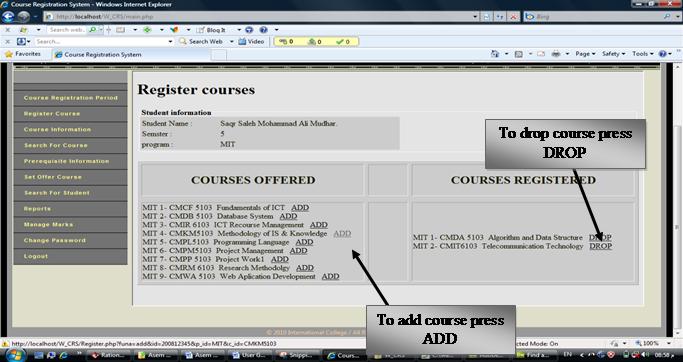 Course Registration System - Windows Internet Explorer
http://localhost/W_CRS/main.php
Bing
Search web..
Blog It
Search
Search Web
Video
0
0
0
Favorites
Course Registration System
Page
Safety
Tools
Course Registration Period
Register Course
Course Information
Search For Course
Prerequisite Information
Set Offer Course
Search For Student
Reports
Manage Marks
Change Password
Logout
Register courses
Student information
Student Name : Saqr Saleh Mohammad Ali Mudhar.
Semster : 5
program : MIT
To drop course press
DROP
COURSES OFFERED
MIT 1- CMCF 5103 Fundamentals of ICT ADD
MIT 2- CMDB 5103 Database System ADD
MIT 3- CMIR 6103 ICT Recourse Management ADD
MIT 4- CMKM5103 Methodology of IS & Knowledge ADD
MIT 5- CMPL5103 Programming Language ADD
MIT 6- CMPM5103 Project Management ADD
MIT 7- CMPP 5103 Project Work1 ADD
MIT 8- CMRM 6103 Research Methodolgy ADD
MIT 9- CMWA 5103 Web Aplication Development ADD
COURSES REGISTERED
MIT 1- CMDA 5103 Algorithm and Data Structure DROP
MIT 2- CMIT6103 Telecommunication Technology DROP
To add course press
ADD
© 2010 International College / All R
http://localhost/W_CRS/Register.php?funa=add&id=200812345&p_id=MIT&c_id=CMKM5103
cted Mode: On
100%
Ration...
Asem ...
Asem ...
User G...
Snippi...
Cours...
Find a...
EN
08:58